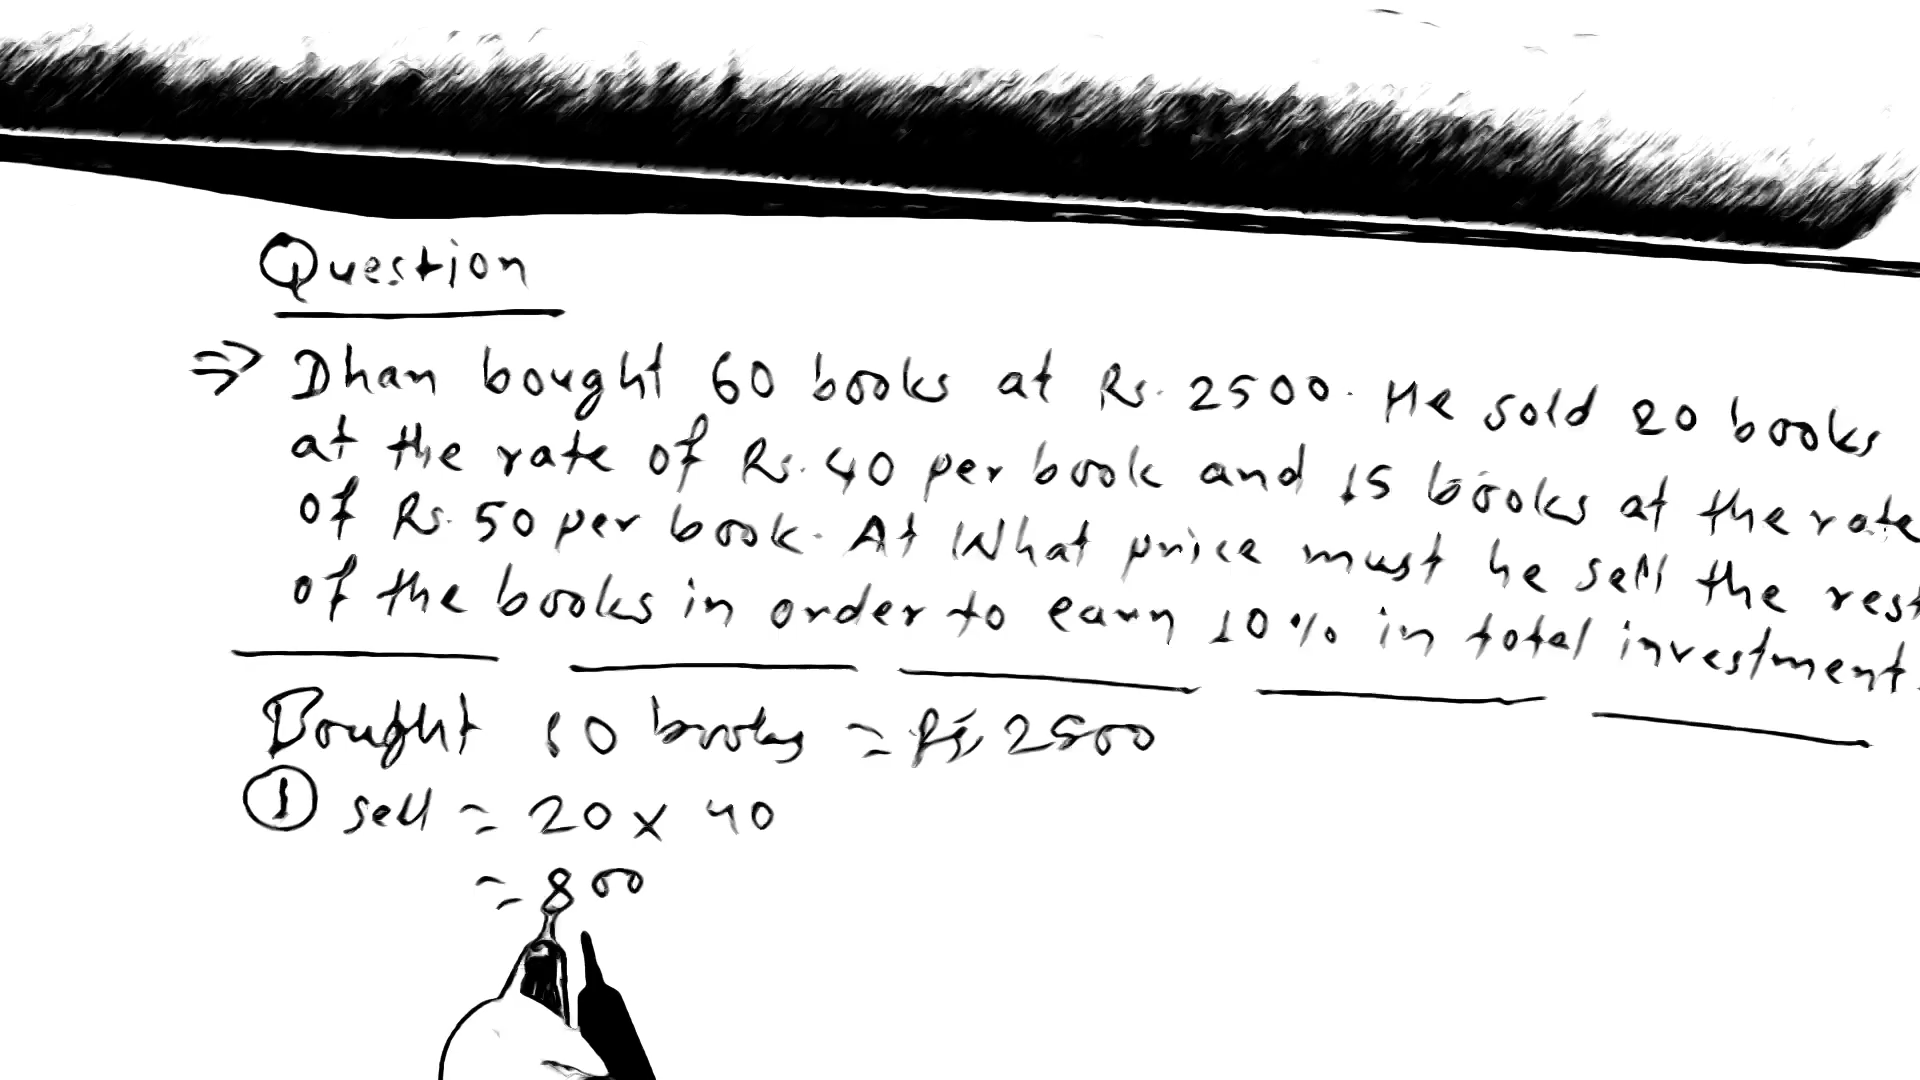 Question
⇒ Dhan bought 60 books at Rs. 2500. He sold 20 books
at the rate of Rs. 40 per book and 15 books at the rate
of Rs. 50 per book. At What price must he sell the rest
of the books in order to earn 10% in total investment.
Bought 60 books = Rs. 2500
① sell = 20 x 40
= 800